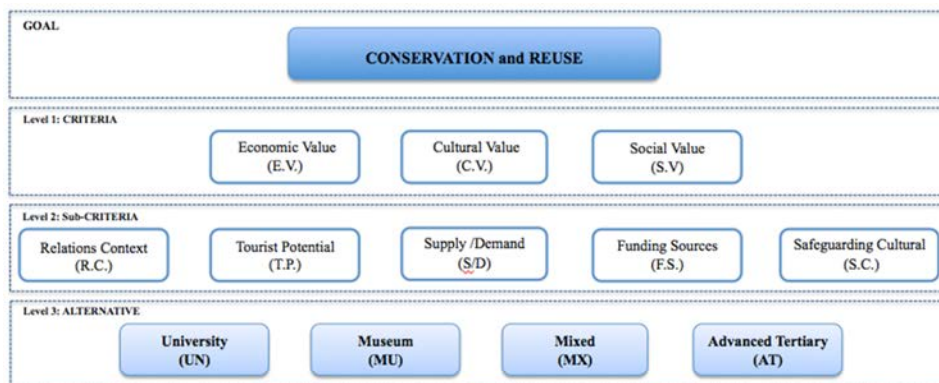 GOAL
CONSERVATION and REUSE
Level 1: CRITERIA
Economic Value
(E.V.)
Cultural Value
(C.V.)
Social Value
(S.V)
Level 2: Sub-CRITERIA
Relations Context
(R.C.)
Tourist Potential
(T.P.)
Supply /Demand
(S/D)
Funding Sources
(F.S.)
Safeguarding Cultural
(S.C.)
Level 3: ALTERNATIVE
University
(UN)
Museum
(MU)
Mixed
(MX)
Advanced Tertiary
(AT)